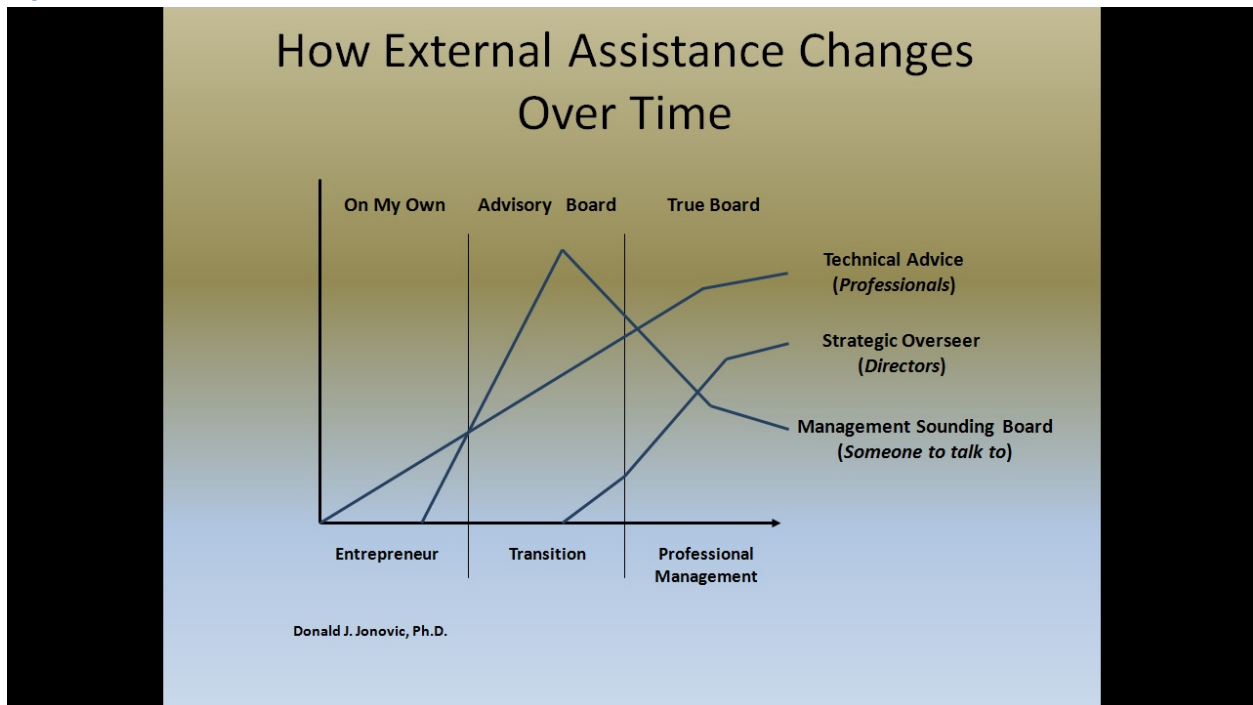 How External Assistance Changes
Over Time
On My Own
Advisory Board
True Board
Technical Advice
(Professionals)
Strategic Overseer
(Directors)
Management Sounding Board
(Someone to talk to)
Entrepreneur
Transition
Professional
Management
Donald J. Jonovic, Ph.D.